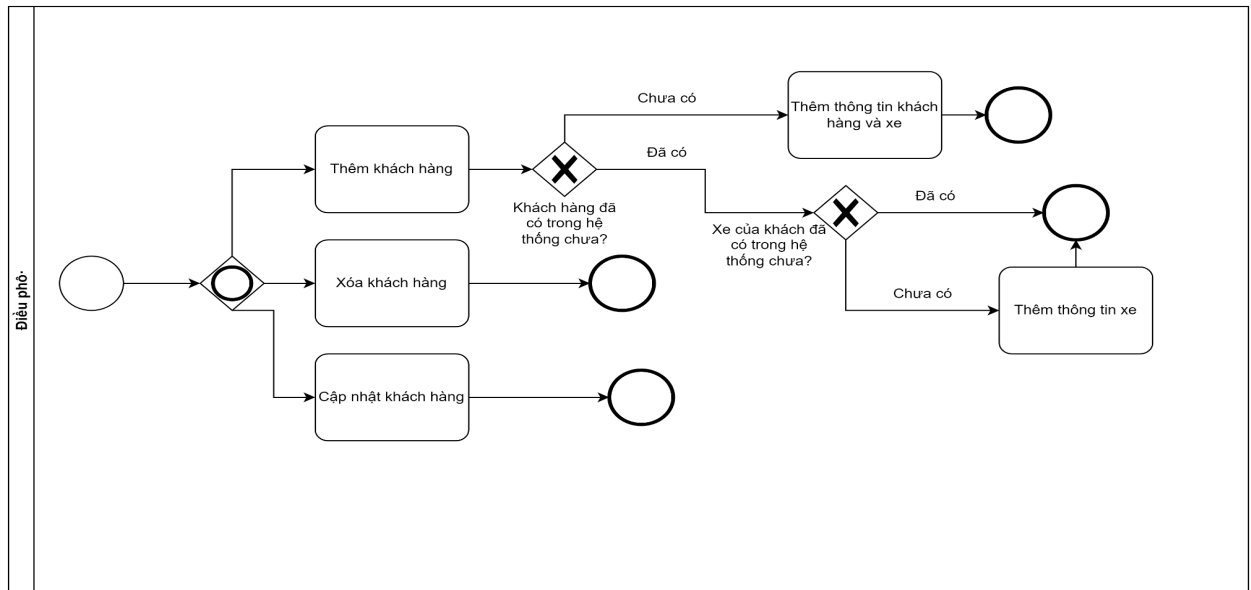 Điều phố·
Thêm khách hàng
Khách hàng đã
có trong hệ
thống chưa?
Chưa có
Thêm thông tin khách
hàng và xe
Đã có
Xe của khách đã
có trong hệ
thống chưa?
Đã có
Chưa có
Thêm thông tin xe
Xóa khách hàng
Cập nhật khách hàng